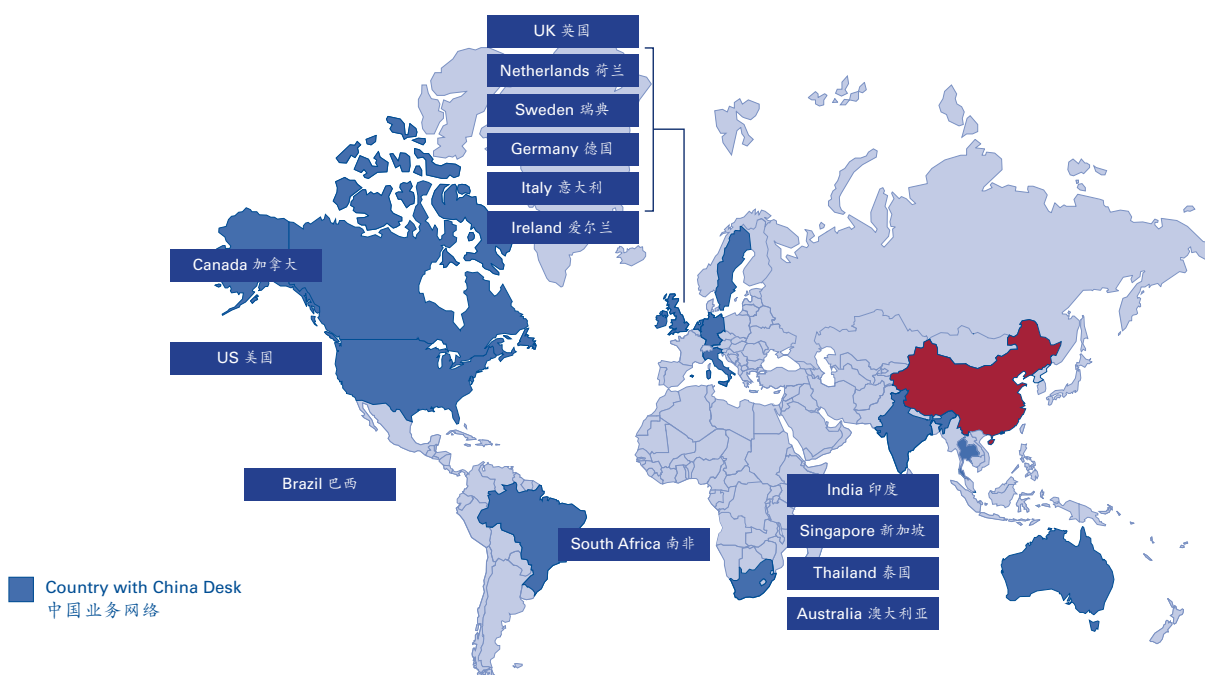 UK 英国
Netherlands 荷兰
Sweden 瑞典
Germany 德国
Italy 意大利
Ireland 爱尔兰
Canada 加拿大
US 美国
Brazil 巴西
South Africa 南非
India 印度
Singapore 新加坡
Thailand 泰国
Australia 澳大利亚
Country with China Desk
中国业务网络